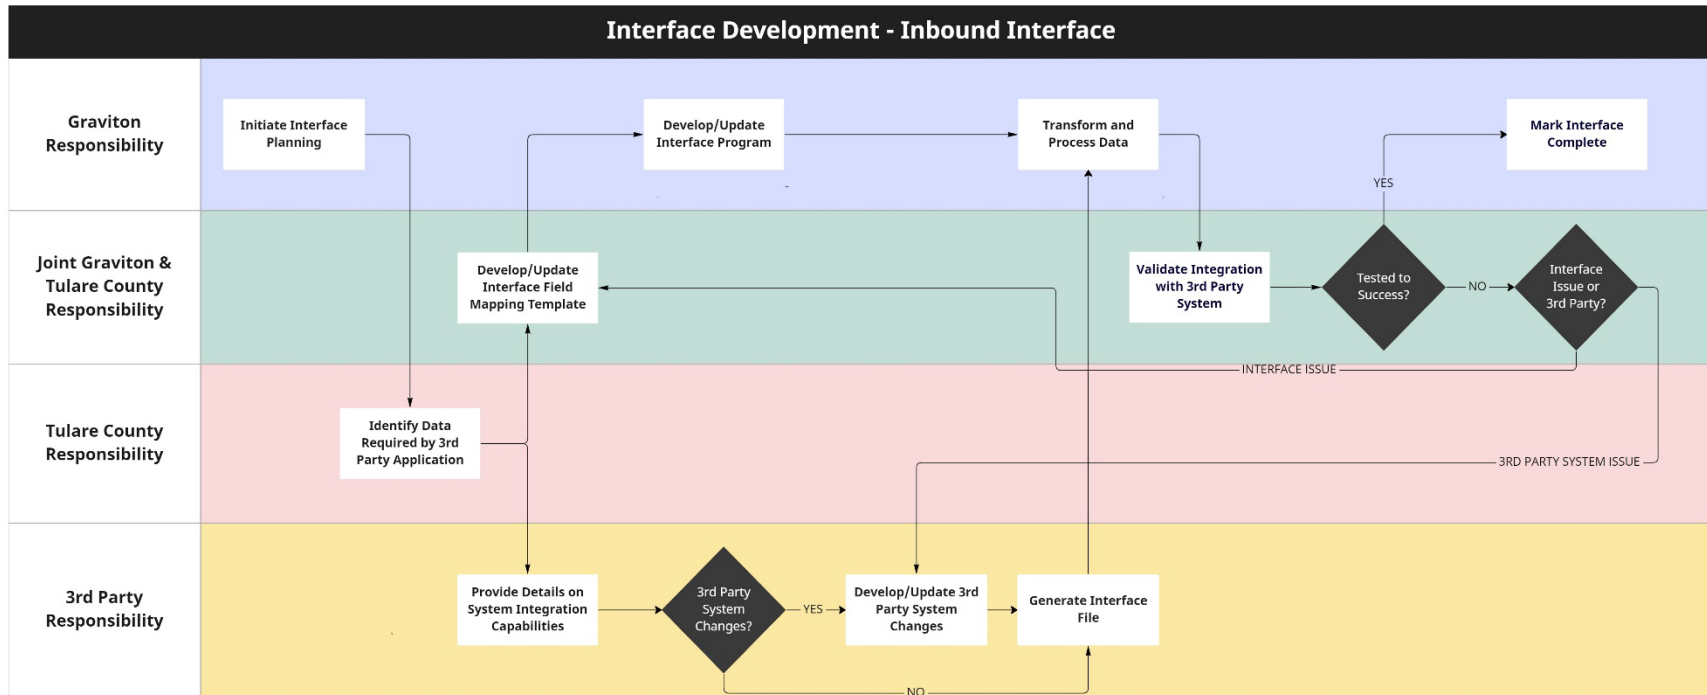 Interface Development - Inbound Interface
Graviton
Responsibility
Initiate Interface
Planning
Develop/Update
Interface Program
Transform and
Process Data
Mark Interface
Complete
YES
Joint Graviton &
Tulare County
Responsibility
Develop/Update
Interface Field
Mapping Template
Validate Integration
with 3rd Party
System
Tested to
Success?
NO
Interface
Issue or
3rd Party?
INTERFACE ISSUE
Tulare County
Responsibility
Identify Data
Required by 3rd
Party Application
3RD PARTY SYSTEM ISSUE
3rd Party
Responsibility
Provide Details on
System Integration
Capabilities
3rd Party
System
Changes?
YES
Develop/Update 3rd
Party System
Changes
Generate Interface
File
NO